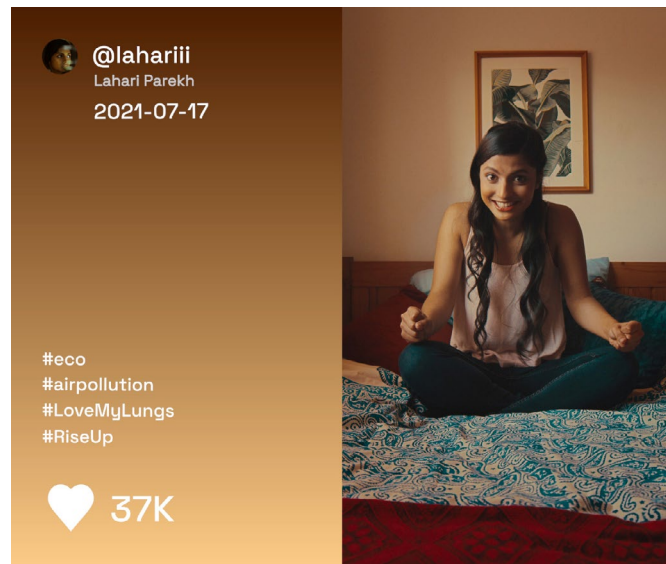 @lahariii
Lahari Parekh
2021-07-17
#eco
#airpollution
#LoveMyLungs
#RiseUp
37K